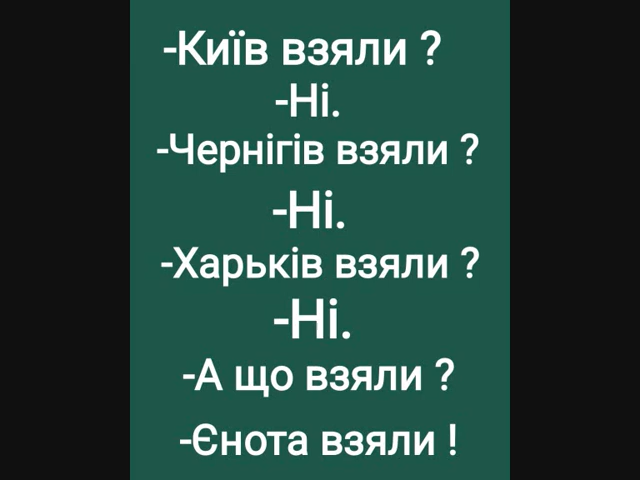 -Київ взяли ?
-Ні.
-Чернігів взяли ?
-Ні.
-Харьків взяли ?
-Ні.
-А що взяли ?
-Єнота взяли !